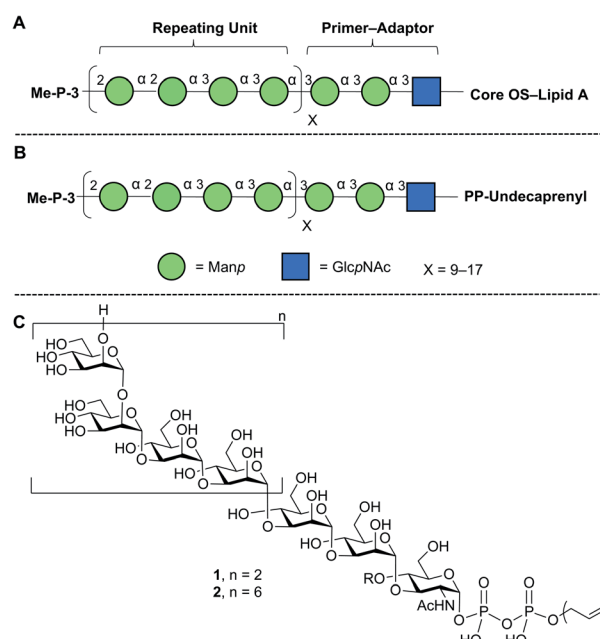 A
Repeating Unit Primer–Adaptor
Me-P-3 2 α 2 α 3 α 3 α 3 α 3 α 3 Core OS–Lipid A
X
B
Me-P-3 2 α 2 α 3 α 3 α 3 α 3 α 3 PP-Undecaprenyl
X
= Manp = GlcpNAc X = 9–17
C
H n
HO O
HO O
HO
O
HO O
HO OH
HO O OH
HO O OH
O HO O OH
O OH
HO O OH
O OH
HO O OH
O OH
1, n = 2 RO O O O
2, n = 6 O AcHN O P O P O
HO OH